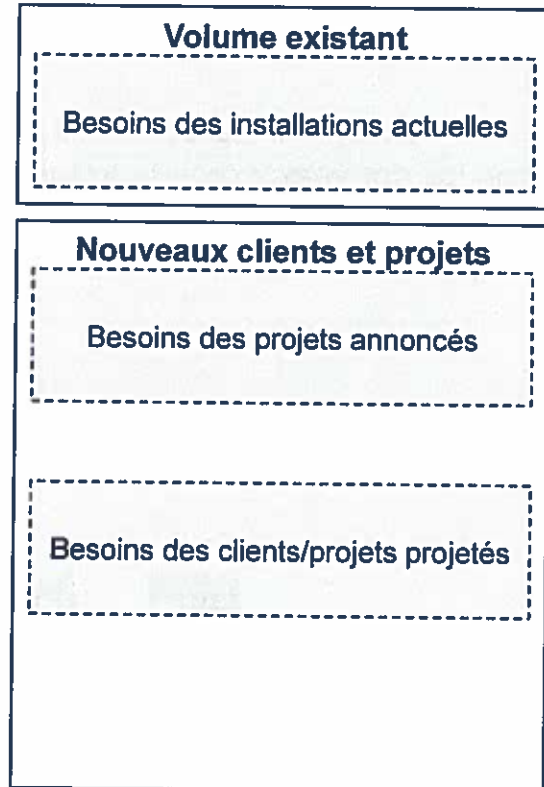 Volume existant
Besoins des installations actuelles
Nouveaux clients et projets
Besoins des projets annoncés
Besoins des clients/projets projetés